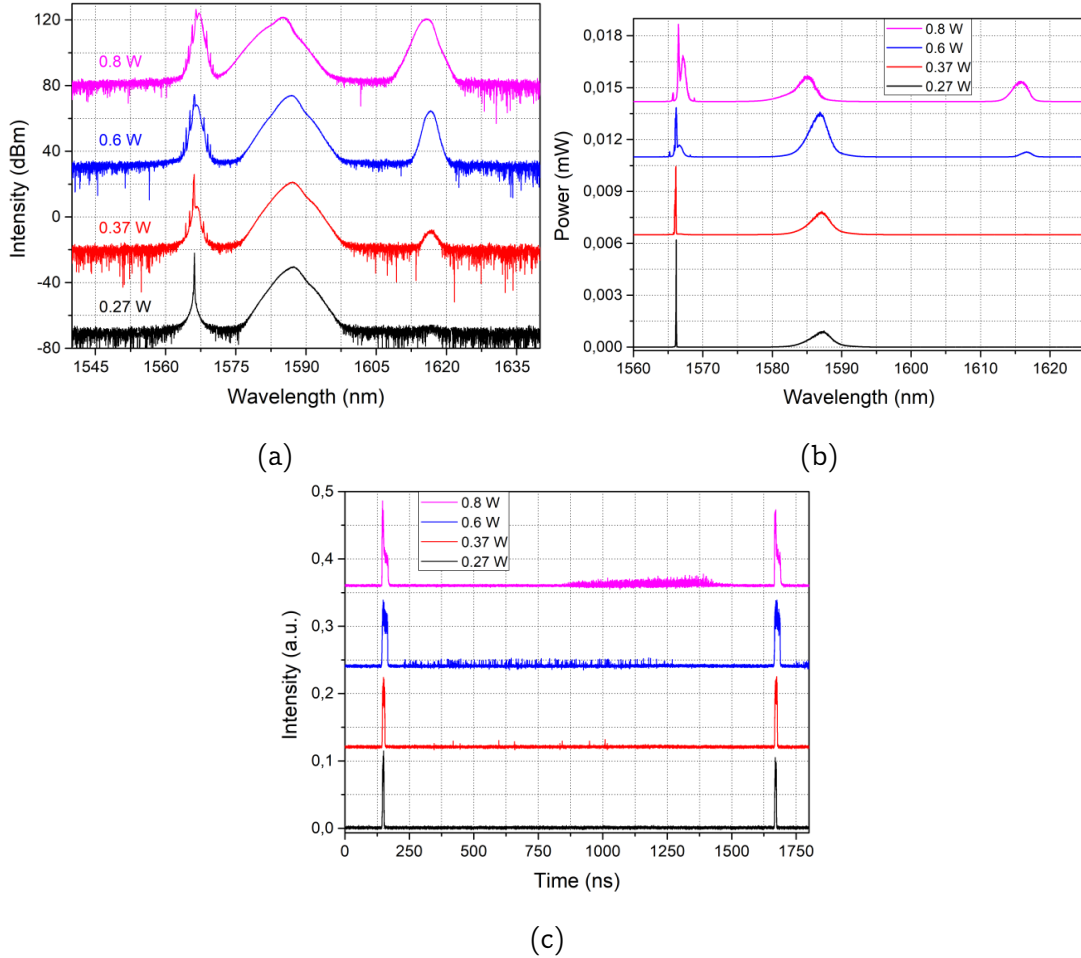 120
80
40
0
-40
-80
Intensity (dBm)
0.8 W
0.6 W
0.37 W
0.27 W
1545 1560 1575 1590 1605 1620 1635
Wavelength (nm)
(a)
0,018
0,015
0,012
0,009
0,006
0,003
0,000
Power (mW)
0.8 W
0.6 W
0.37 W
0.27 W
1560 1570 1580 1590 1600 1610 1620
Wavelength (nm)
(b)
0,5
0,4
0,3
0,2
0,1
0,0
Intensity (a.u.)
0.8 W
0.6 W
0.37 W
0.27 W
0 250 500 750 1000 1250 1500 1750
Time (ns)
(c)